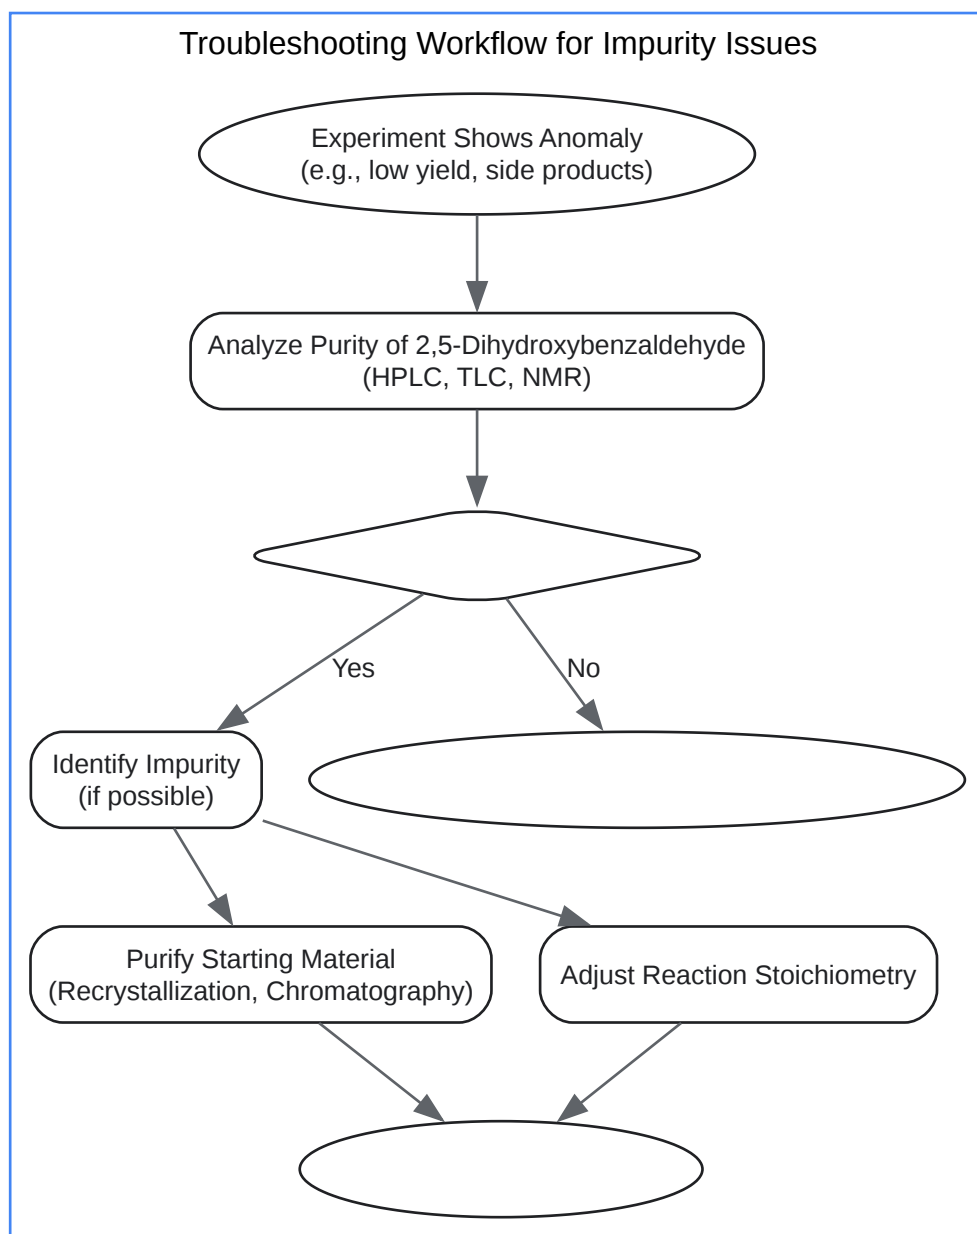 Troubleshooting Workflow for Impurity Issues
Experiment Shows Anomaly
(e.g., low yield, side products)
Analyze Purity of 2,5-Dihydroxybenzaldehyde
(HPLC, TLC, NMR)
Yes
No
Identify Impurity
(if possible)
Purify Starting Material
(Recrystallization, Chromatography)
Adjust Reaction Stoichiometry